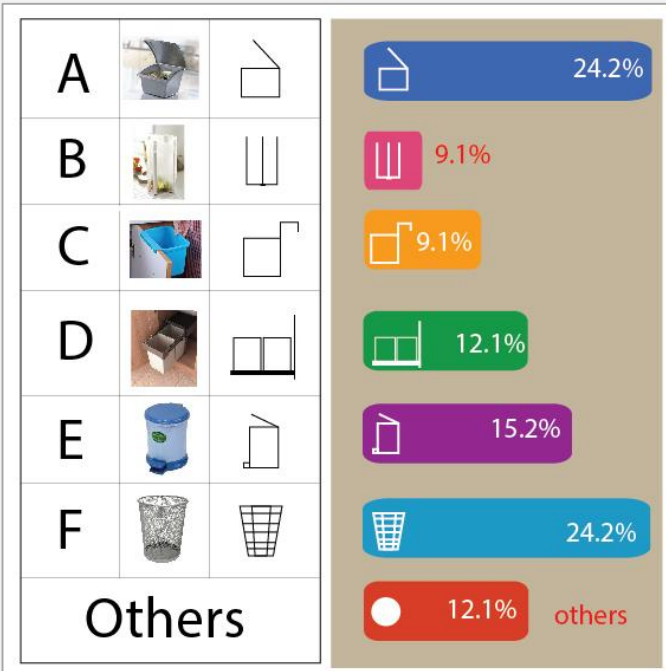 A
24.2%
B
9.1%
C
9.1%
D
12.1%
E
15.2%
F
24.2%
Others
12.1%
others